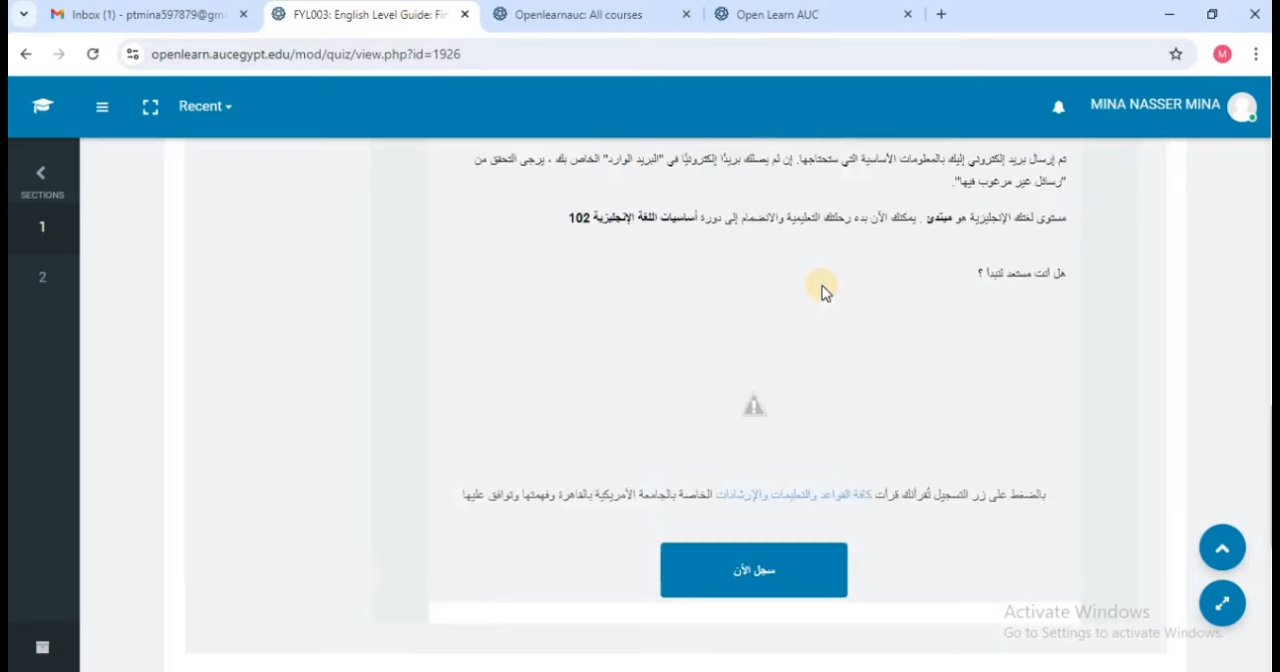 Inbox (1) - ptmina597879@gm
FYL003: English Level Guide: Fir
Openlearnauc: All courses
Open Learn AUC
openlearn.aucegypt.edu/mod/quiz/view.php?id=1926
M
Recent
MINA NASSER MINA
SECTIONS
1
2
تم إرسال بريد إلكتروني إليك بالمعلومات الأساسية التي ستحتاجها. إن لم يصلك بريدًا إلكترونيًا في "البريد الوارد" الخاص بك ، يرجى التحقق من
"رسائل غير مرغوب فيها".
مستوى لغتك الإنجليزية هو مبتدئ . يمكنك الآن بدء رحلتك التعليمية والانضمام إلى دورة أساسيات اللغة الإنجليزية 102
هل أنت مستعد لتبدأ ؟
بالضغط على زر التسجيل تُقر أنك قرأت كافة القواعد والتعليمات والإرشادات الخاصة بالجامعة الأمريكية بالقاهرة وفهمتها وتوافق عليها
سجل الآن
Activate Windows
Go to Settings to activate Windows.